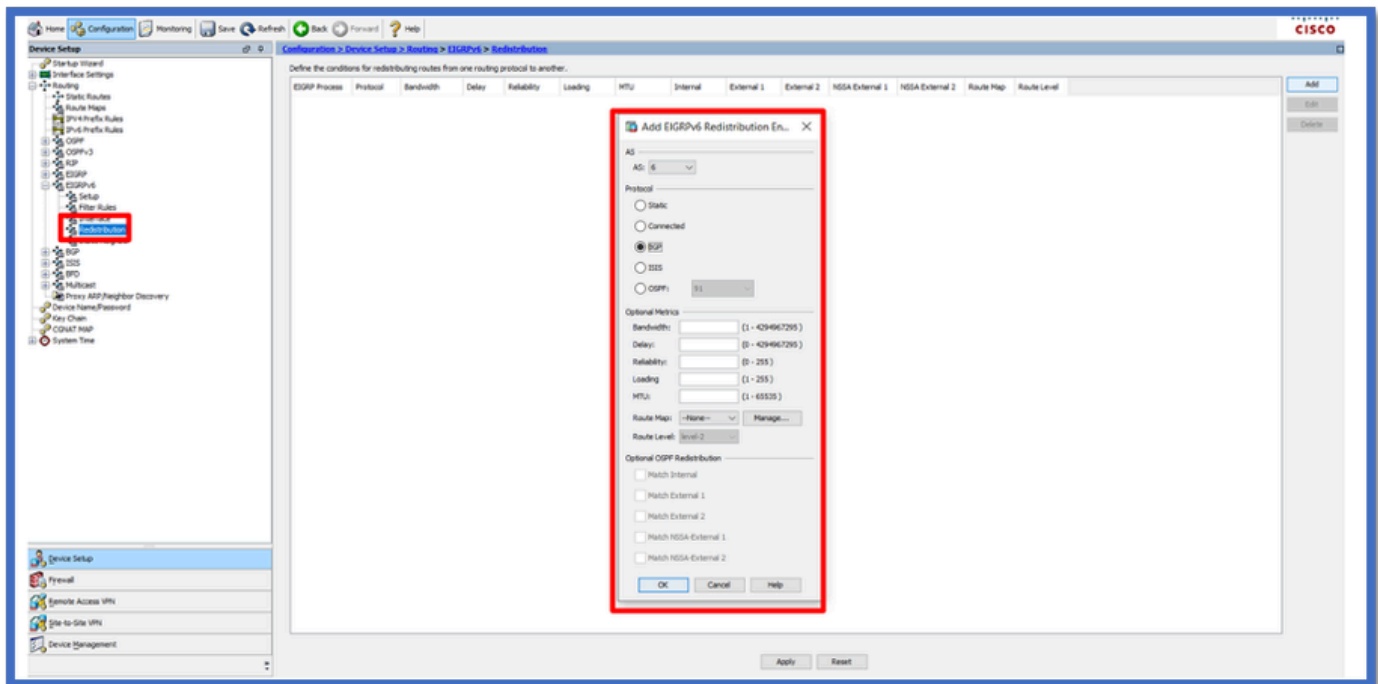 Home Configuration Monitoring Save Refresh Back Forward Help
CISCO
Device Setup
Configuration > Device Setup > Routing > EIGRPv6 > Redistribution
Startup Wizard
Interface Settings
Routing
Static Routes
Route Maps
IPv4 Prefix Rules
IPv6 Prefix Rules
OSPF
OSPFv3
RIP
EIGRP
EIGRPv6
Setup
Filter Rules
Interface
Redistribution
BGP
ISIS
BFD
Multicast
Proxy ARP/Neighbor Discovery
Device Name/Password
Key Chain
CGNAT MAP
System Time
Define the conditions for redistributing routes from one routing protocol to another..
EIGRP Process Protocol Bandwidth Delay Reliability Loading MTU Internal External 1 External 2 NSSA External 1 NSSA External 2 Route Map Route Level
Add
Edit
Delete
Add EIGRPv6 Redistribution En...
AS
AS: 6
Protocol
Static
Connected
BGP
ISIS
OSPF: 91
Optional Metrics
Bandwidth: (1 - 4294967295 )
Delay: (0 - 4294967295 )
Reliability: (0 - 255 )
Loading (1 - 255 )
MTU: (1 - 65535 )
Route Map: --None-- Manage...
Route Level: level-2
Optional OSPF Redistribution
Match Internal
Match External 1
Match External 2
Match NSSA-External 1
Match NSSA-External 2
OK Cancel Help
Device Setup
Firewall
Remote Access VPN
Site-to-Site VPN
Device Management
Apply Reset